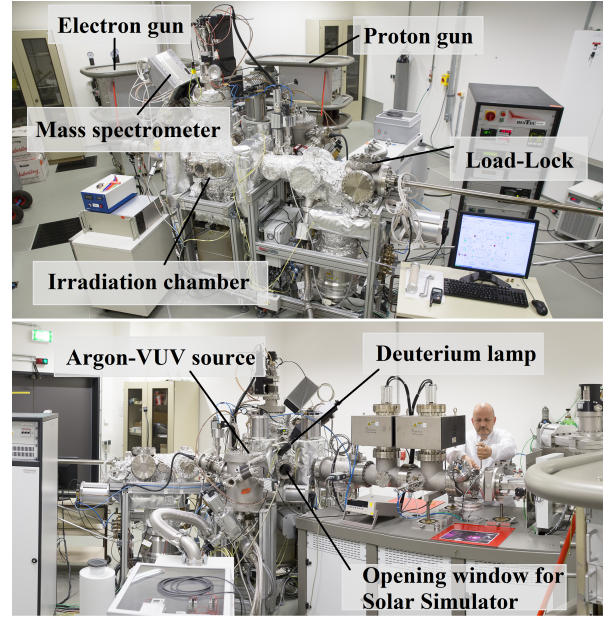 Electron gun
Proton gun
Mass spectrometer
Load-Lock
Irradiation chamber
Argon-VUV source
Deuterium lamp
Opening window for
Solar Simulator